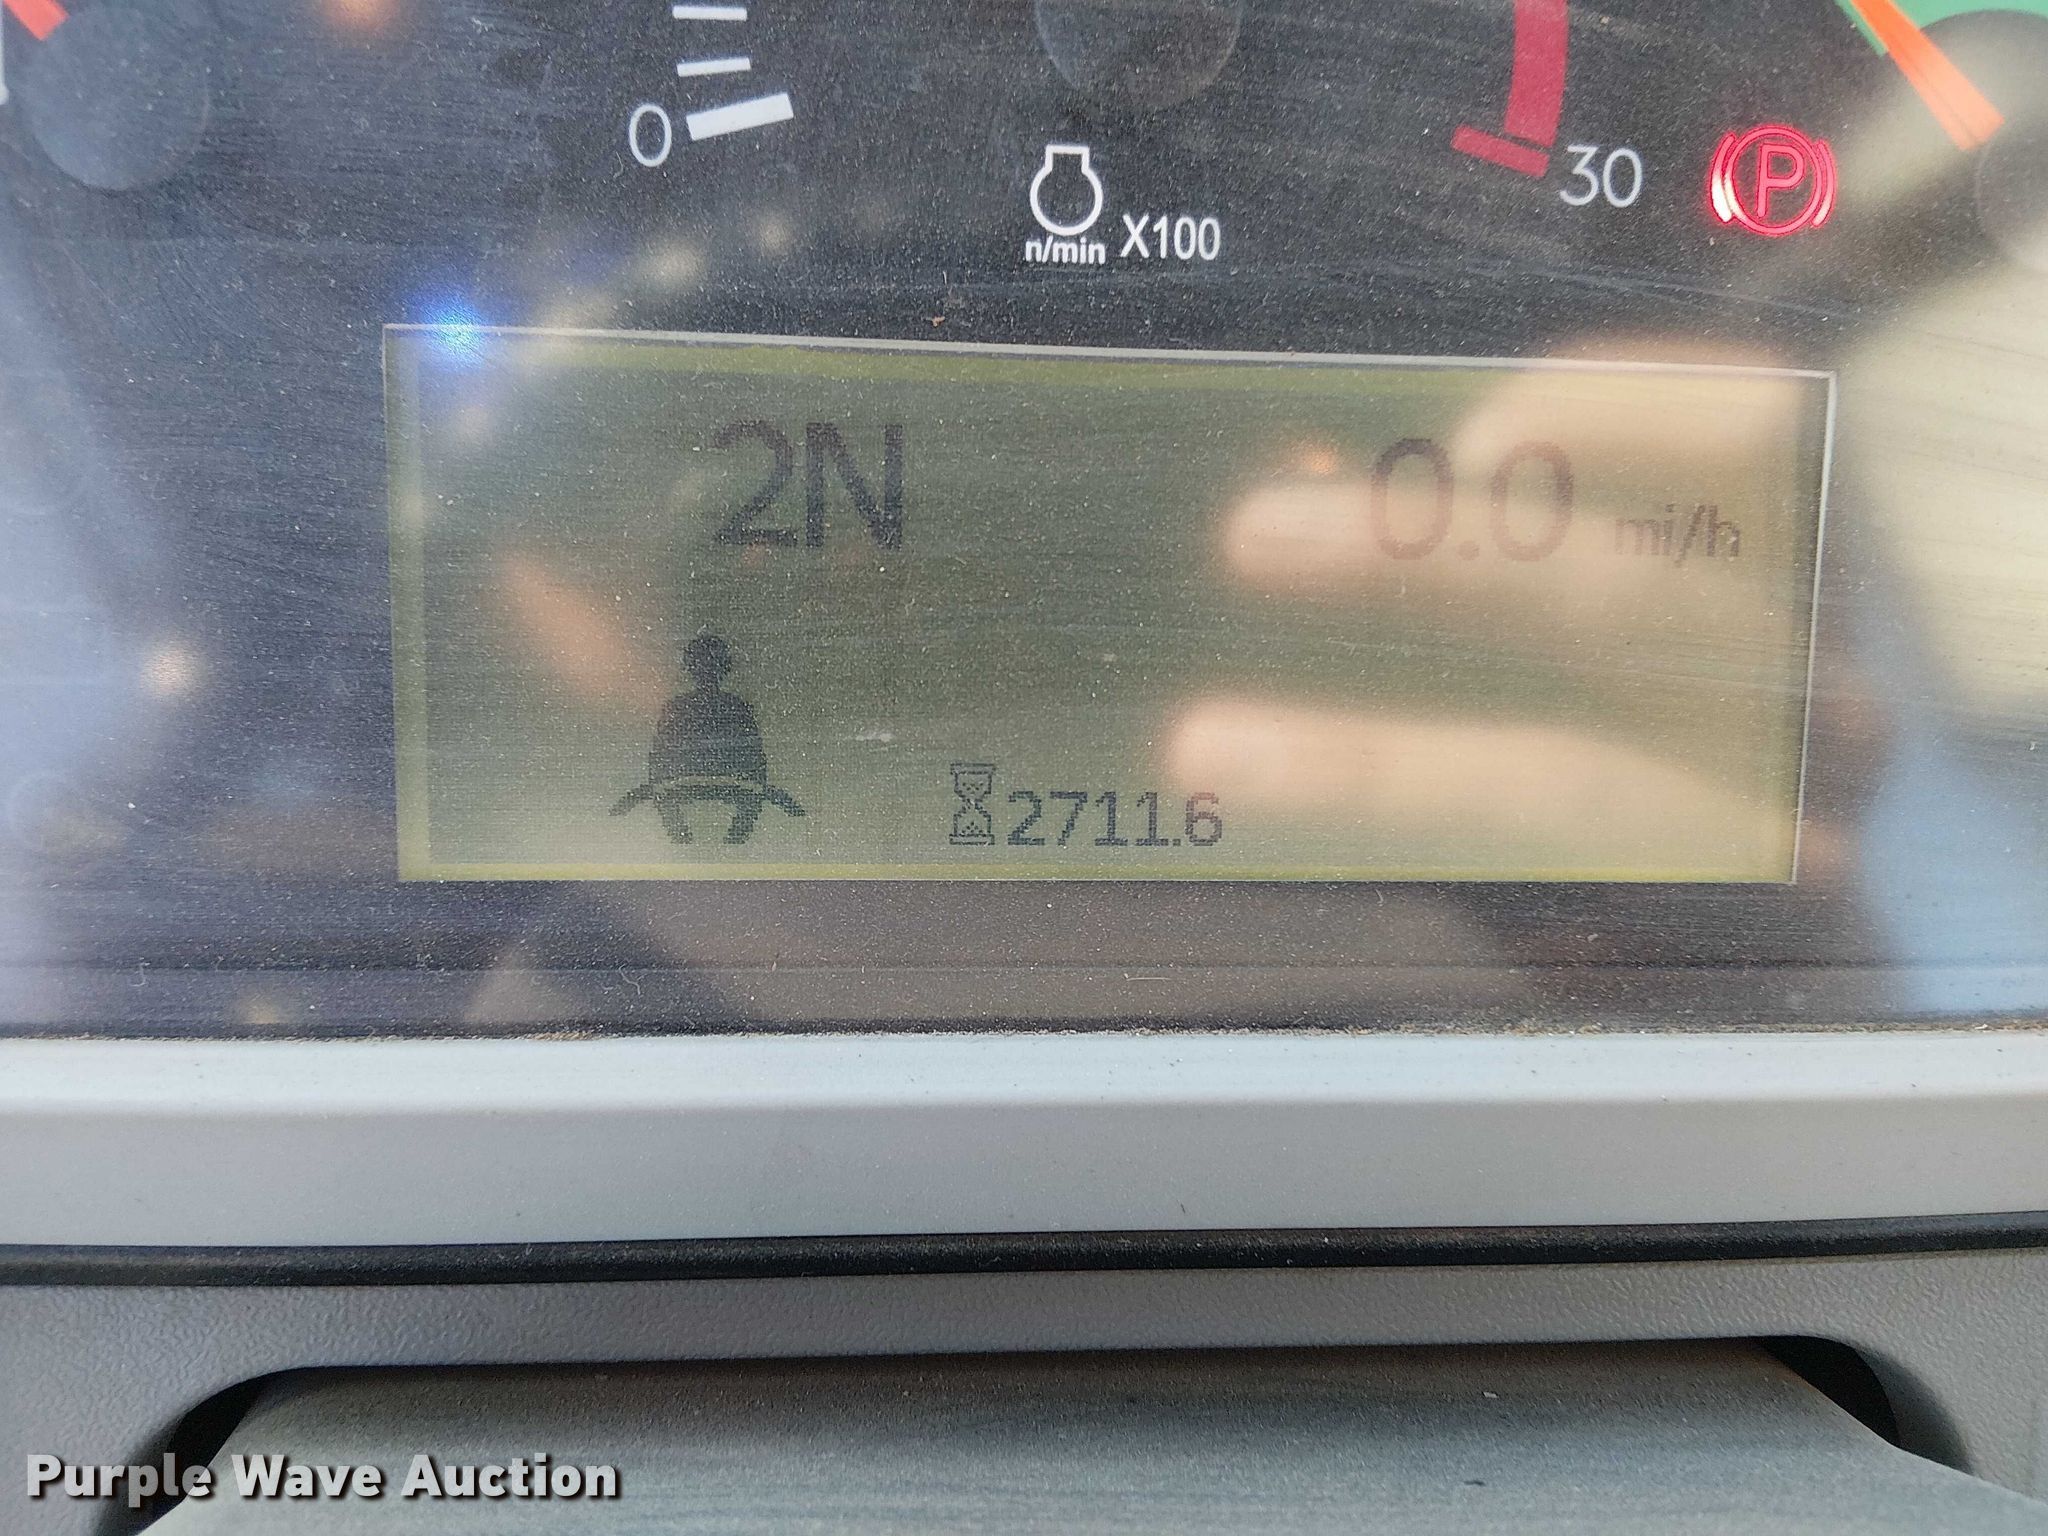 0
30
P
n/min X100
2N 0.0 mi/h
2711.6
Purple Wave Auction